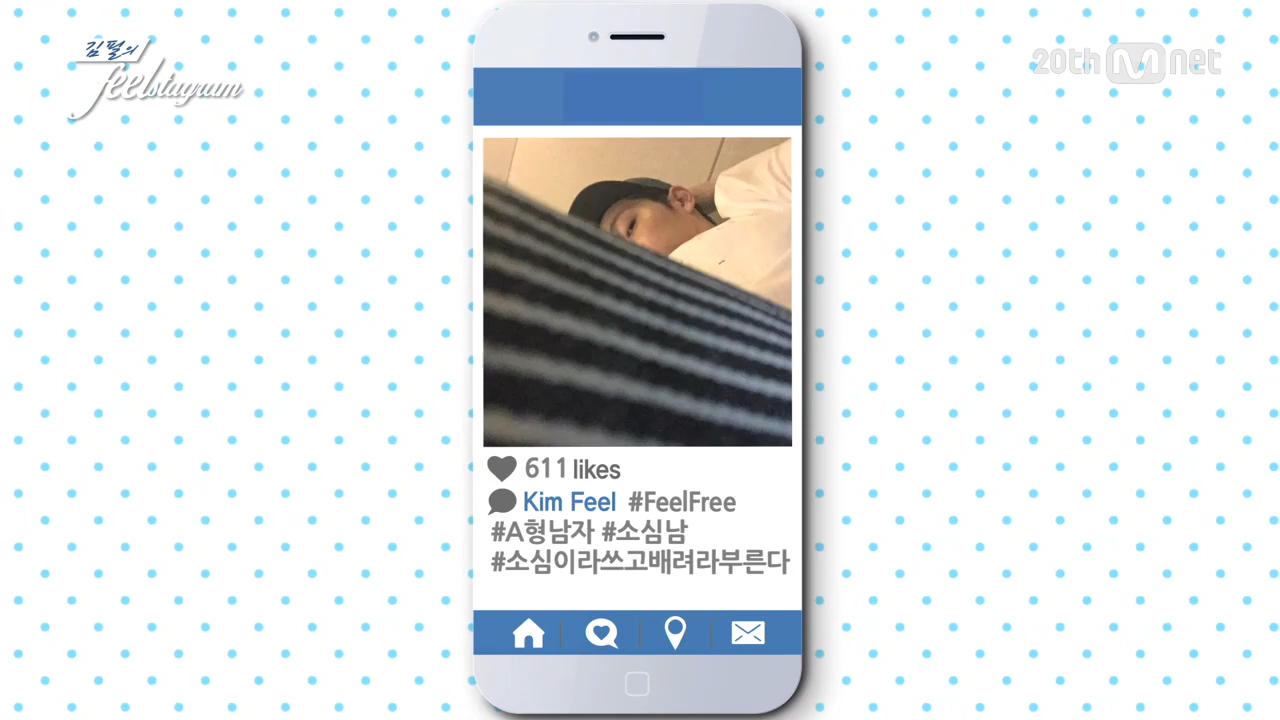 김필의
feelstagram
20th Mnet
611 likes
Kim Feel #FeelFree
#A형남자 #소심남
#소심이라쓰고배려라부른다